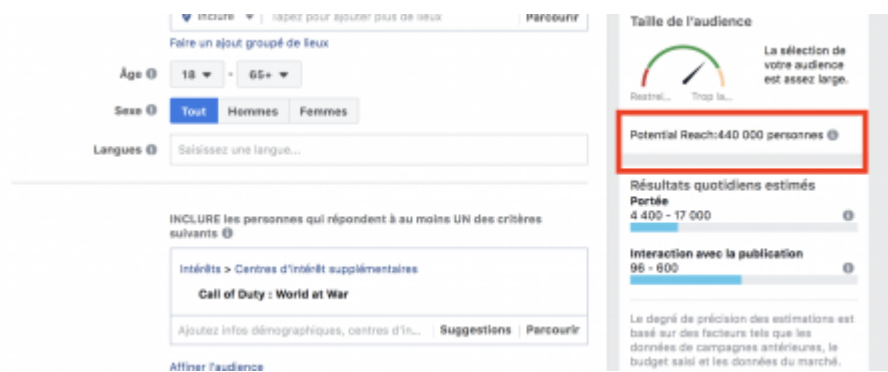 Inclure Tapez pour ajouter plus de lieux Parcourir
Faire un ajout groupé de lieux
Âge 18 - 65+
Sexe Tout Hommes Femmes
Langues Saisissez une langue...
INCLURE les personnes qui répondent à au moins UN des critères
suivants
Intérêts > Centres d'intérêt supplémentaires
Call of Duty : World at War
Ajoutez infos démographiques, centres d'in... Suggestions Parcourir
Affiner l'audience
Taille de l'audience
La sélection de
votre audience
est assez large.
Restrei... Trop la...
Potential Reach:440 000 personnes
Résultats quotidiens estimés
Portée
4 400 - 17 000
Interaction avec la publication
96 - 600
Le degré de précision des estimations est
basé sur des facteurs tels que les
données de campagnes antérieures, le
budget saisi et les données du marché.